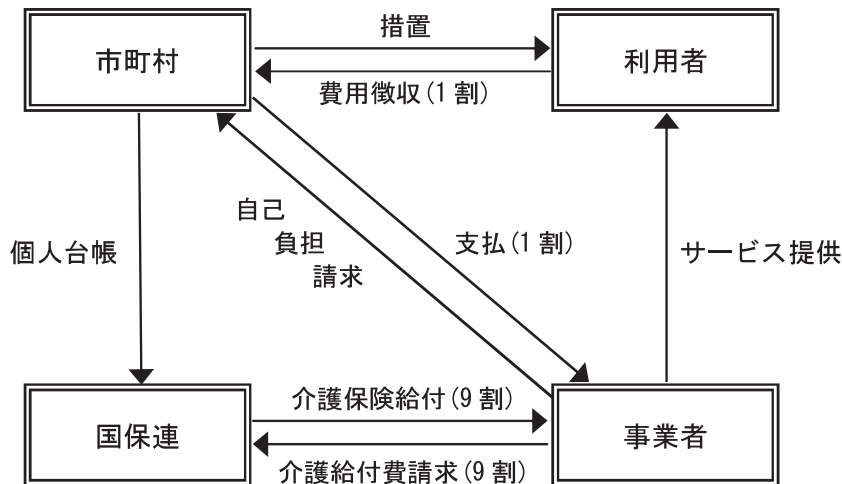 措置
市町村
利用者
費用徴収(1割)
自己
負担
請求
支払(1割)
個人台帳
サービス提供
介護保険給付(9割)
国保連
事業者
介護給付費請求(9割)